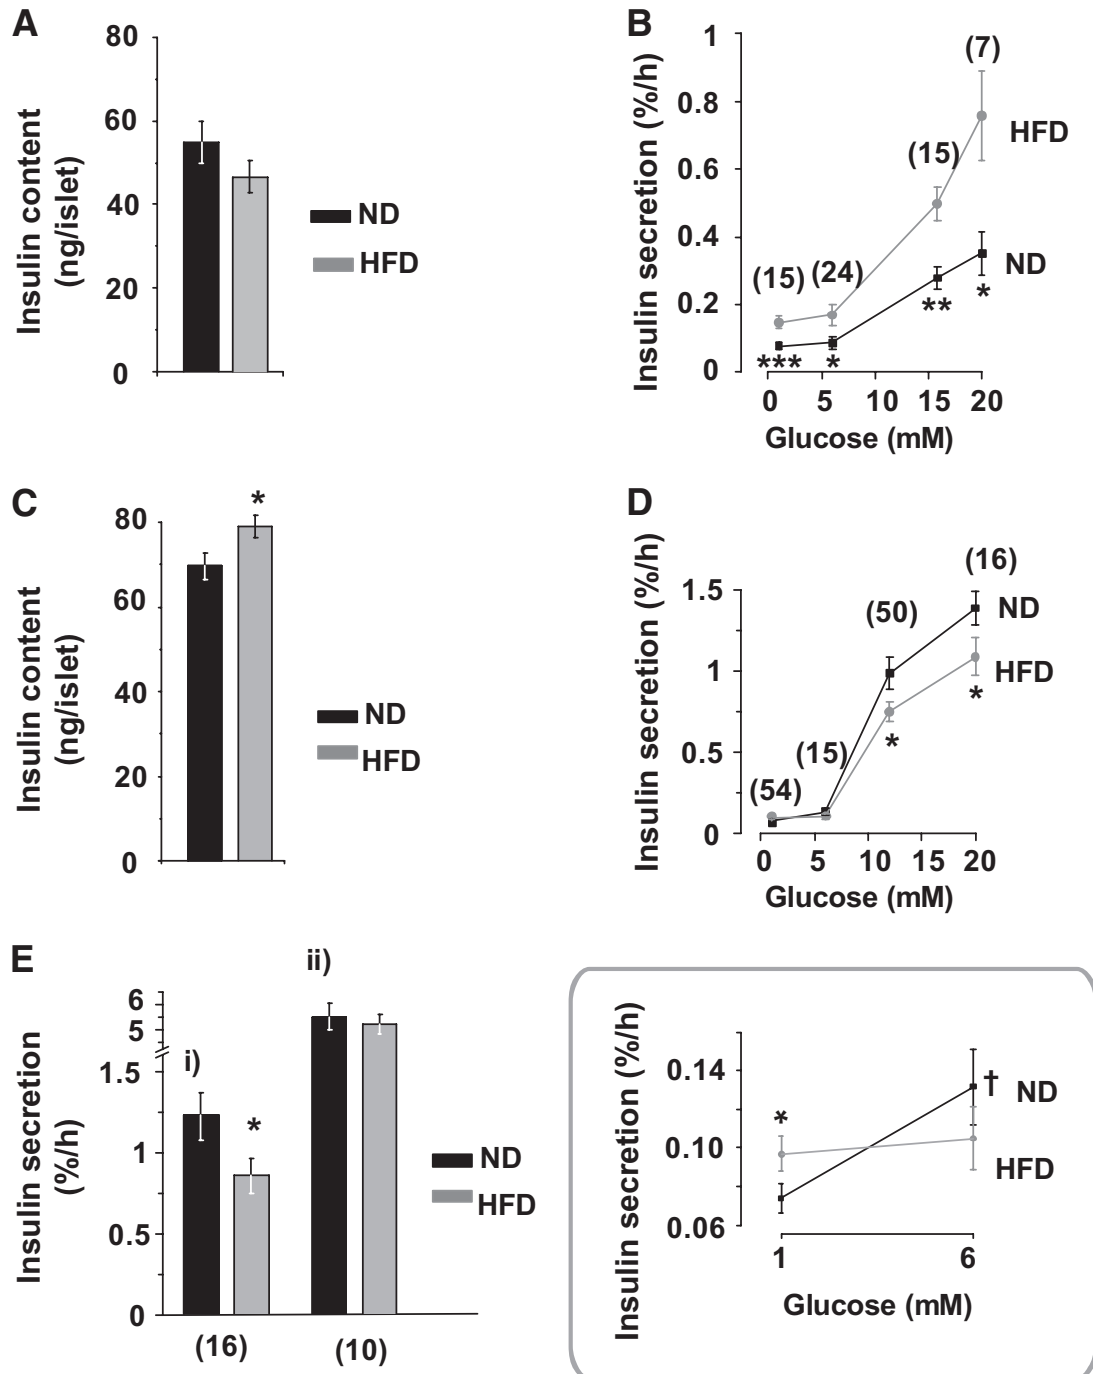 A
Insulin content
(ng/islet)
80
60
40
20
0
ND
HFD
B
Insulin secretion (%/h)
1
0.8
0.6
0.4
0.2
0
(7)
HFD
(15)
ND
(15)
(24)
***
*
**
*
0 5 10 15 20
Glucose (mM)
C
Insulin content
(ng/islet)
80
60
40
20
0
*
ND
HFD
D
Insulin secretion (%/h)
1.5
1
0.5
0
(16)
ND
(50)
HFD
*
*
(15)
(54)
0 5 10 15 20
Glucose (mM)
E
Insulin secretion
(%/h)
6
5
1.5
1
0.5
0
i)
ii)
*
ND
HFD
(16)
(10)
Insulin secretion (%/h)
0.14
0.10
0.06
*
† ND
HFD
1 6
Glucose (mM)